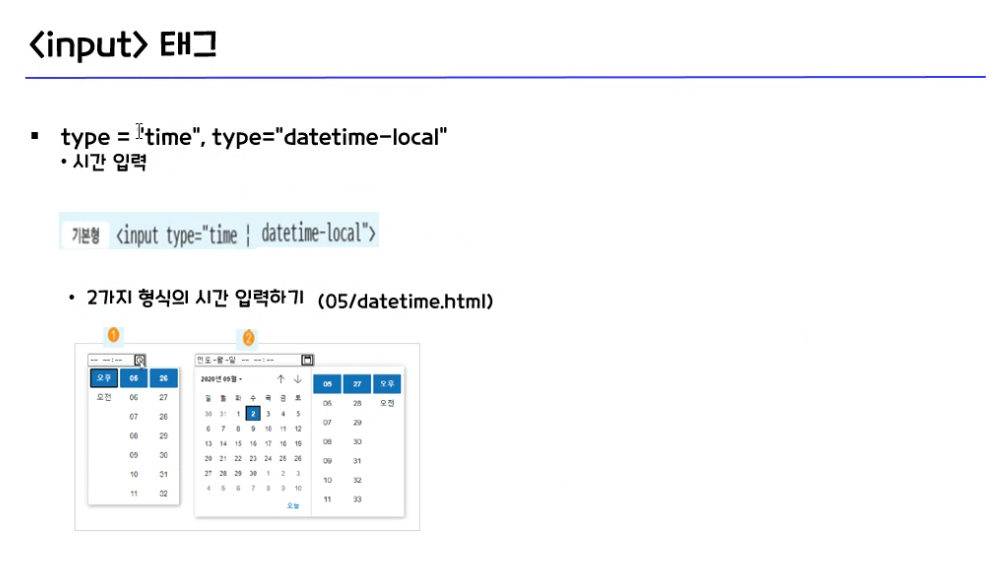 <input> 태그
▪ type = "time", type="datetime-local"
• 시간 입력
기본형 <input type="time | datetime-local">
• 2가지 형식의 시간 입력하기 (05/datetime.html)
1 2
-- --:-- 연도-월-일 -- --:--
오후 05 26
오전 06 27
07 28
08 29
09 30
10 31
11 32
2020년 09월
일 월 화 수 목 금 토
30 31 1 2 3 4 5
6 7 8 9 10 11 12
13 14 15 16 17 18 19
20 21 22 23 24 25 26
27 28 29 30 1 2 3
4 5 6 7 8 9 10
오늘
05 27 오후
06 28 오전
07 29
08 30
09 31
10 32
11 33